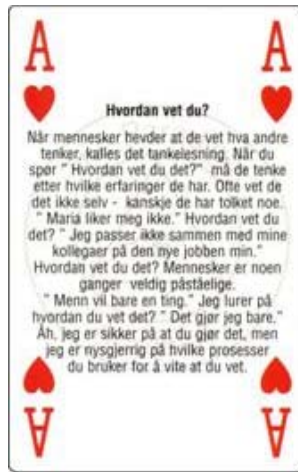 A A
Hvordan vet du?
Når mennesker hevder at de vet hva andre
tenker, kalles det tankelesning. Når du
spør " Hvordan vet du det?" må de tenke
etter hvilke erfaringer de har. Ofte vet de
det ikke selv - kanskje de har tolket noe.
" Maria liker meg ikke." Hvordan vet du
det? " Jeg passer ikke sammen med mine
kollegaer på den nye jobben min."
Hvordan vet du det? Mennesker er noen
ganger veldig påståelige.
" Menn vil bare en ting." Jeg lurer på
hvordan du vet det? " Det gjør jeg bare."
Åh, jeg er sikker på at du gjør det, men
jeg er nysgjerrig på hvilke prosesser
du bruker for å vite at du vet.
A A